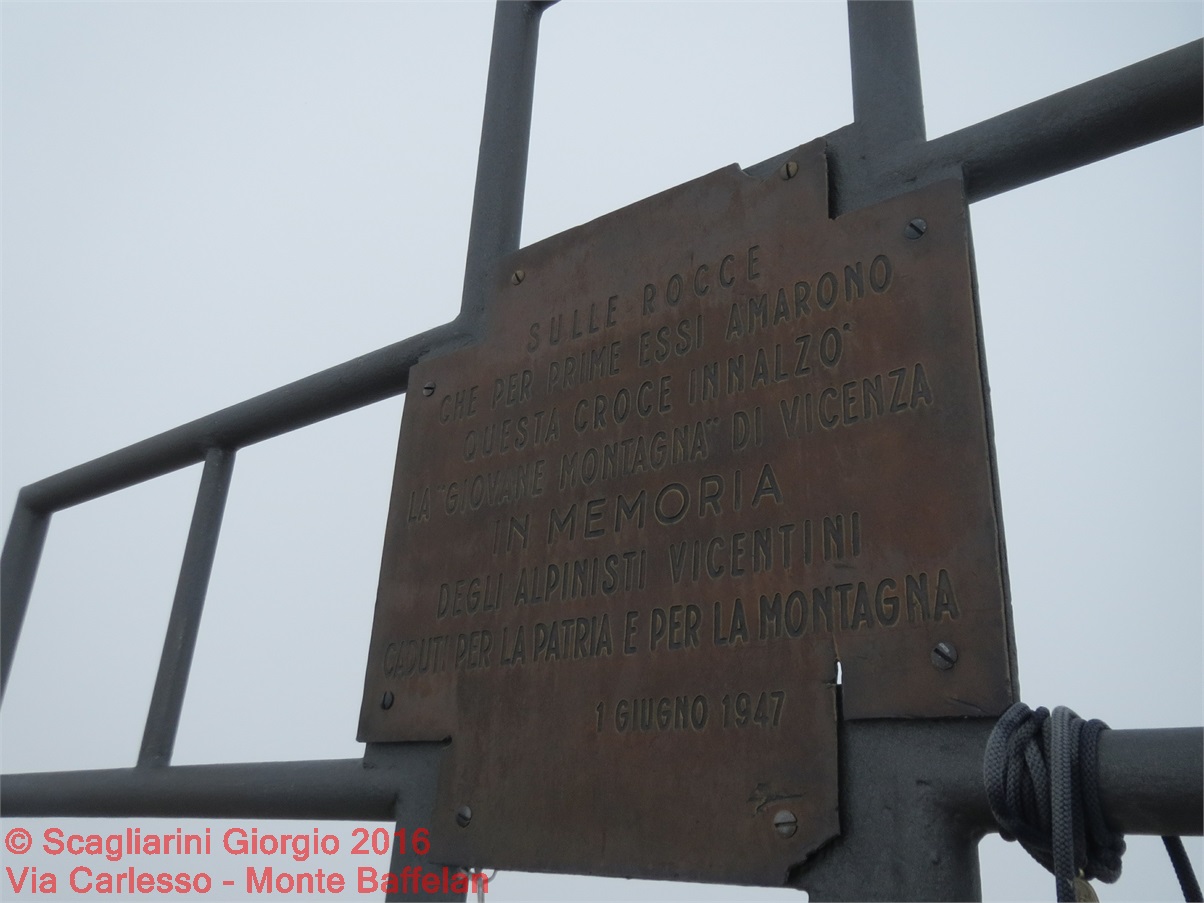 SULLE ROCCE
CHE PER PRIME ESSI AMARONO
QUESTA CROCE INNALZO'
LA "GIOVANE MONTAGNA" DI VICENZA
IN MEMORIA
DEGLI ALPINISTI VICENTINI
CADUTI PER LA PATRIA E PER LA MONTAGNA
1 GIUGNO 1947
© Scagliarini Giorgio 2016
Via Carlesso - Monte Baffelan